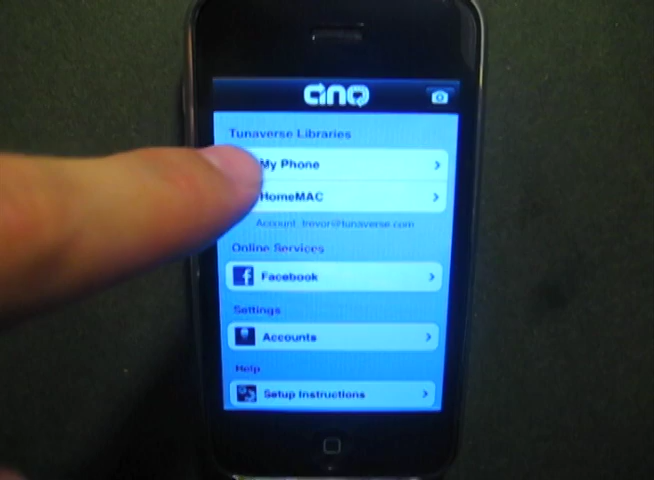 cinq
Tunaverse Libraries
My Phone
HomeMAC
Account: trevor@tunaverse.com
Online Services
Facebook
Settings
Accounts
Help
Setup Instructions